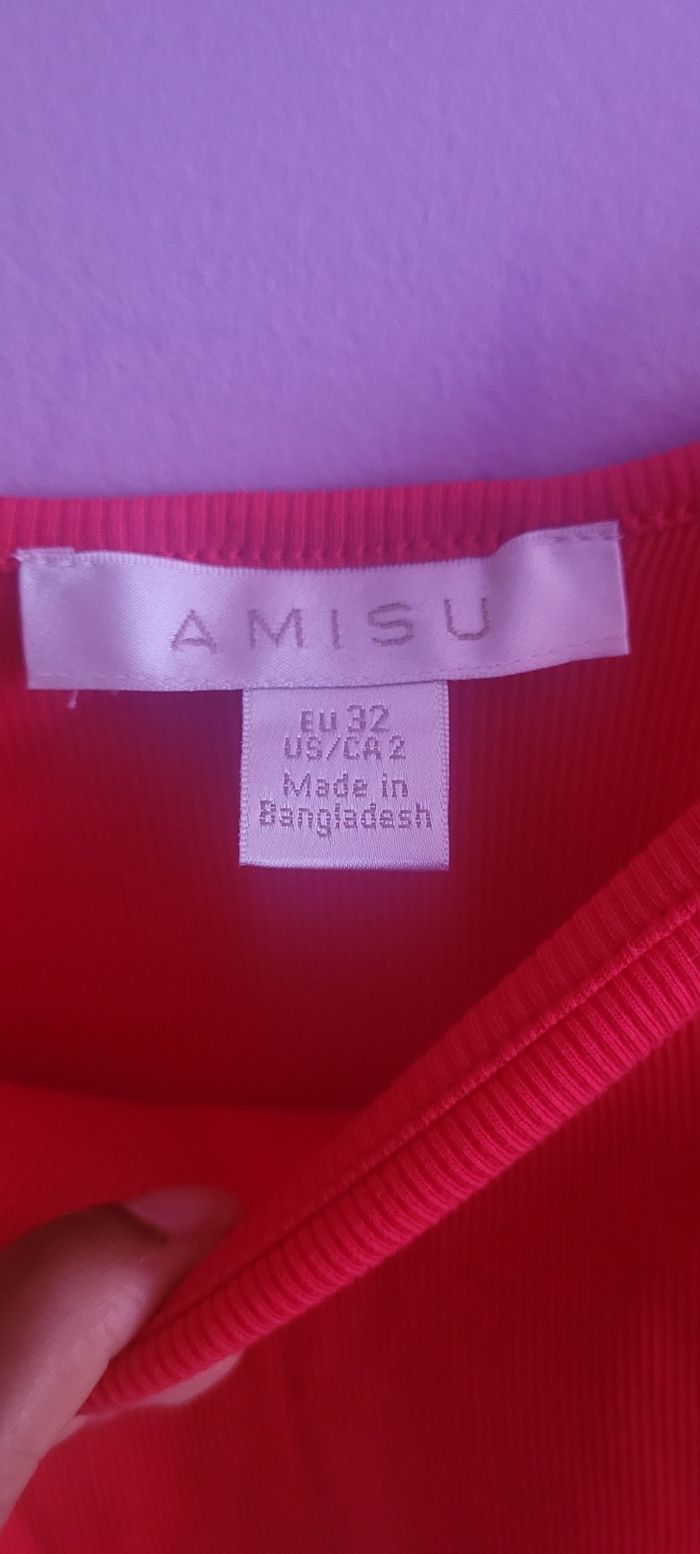 AMISU
EU 32
US/CA 2
Made in
Bangladesh